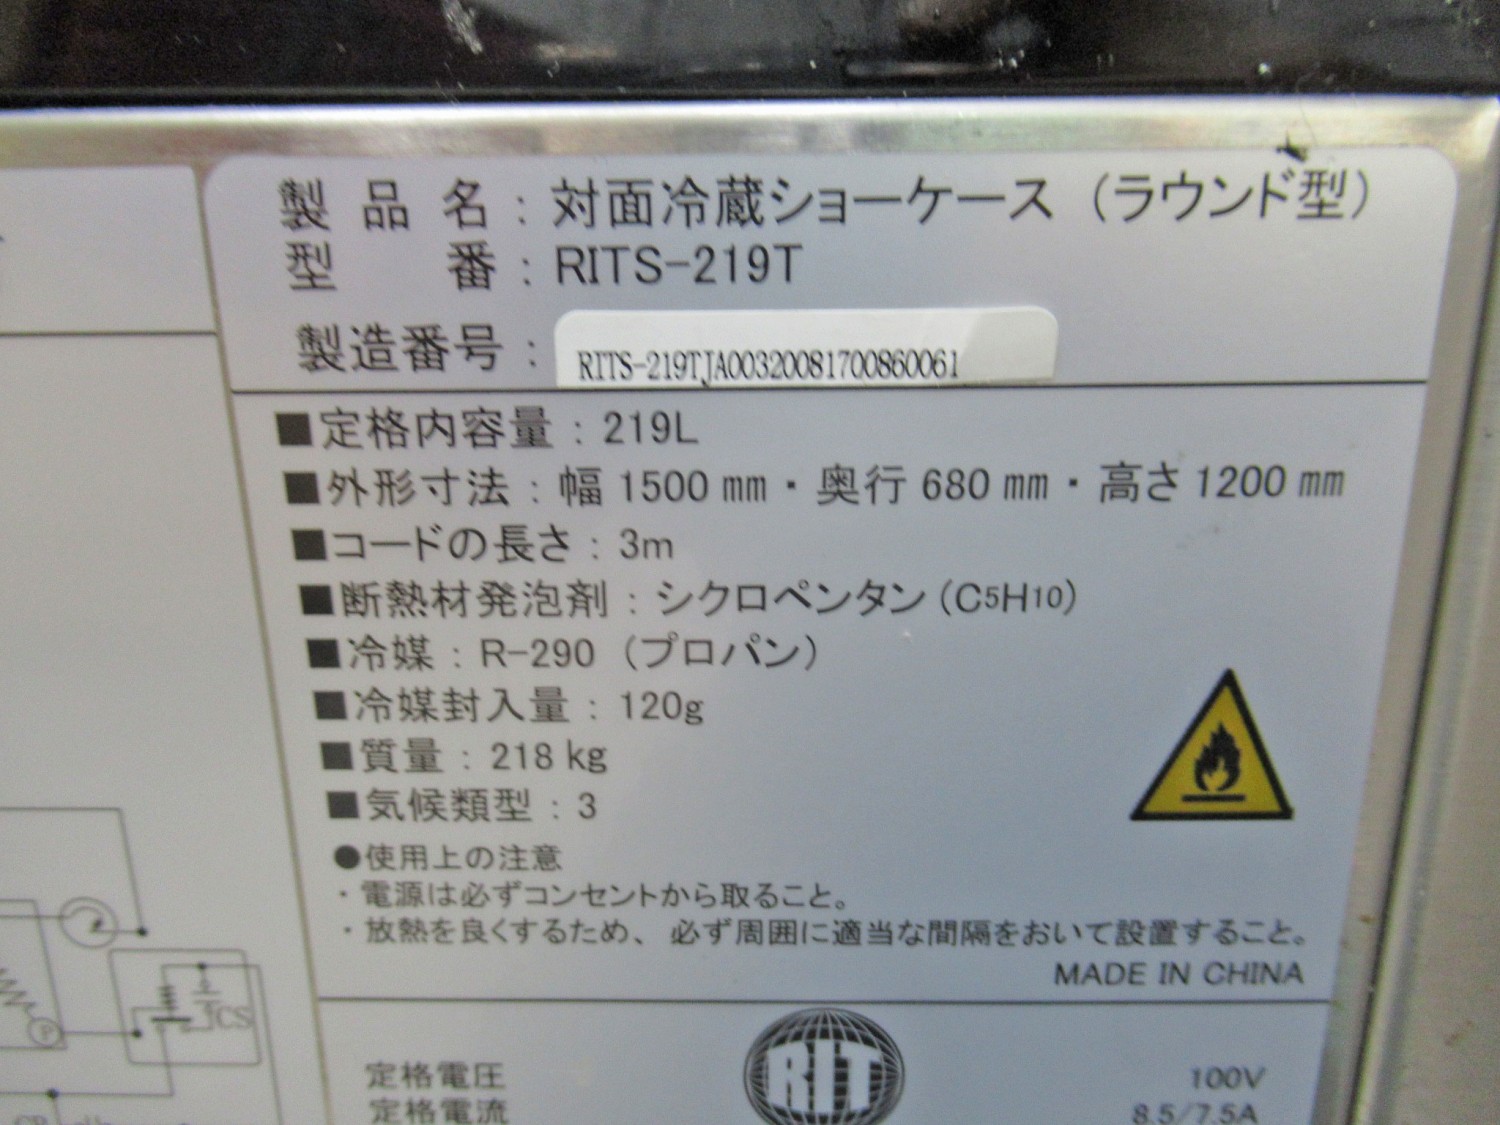 製品名：対面冷蔵ショーケース（ラウンド型）
型番：RITS-219T
製造番号：RITS-219TJA00320081700860061
■定格内容量：219L
■外形寸法：幅 1500 ㎜・奥行 680 ㎜・高さ 1200 ㎜
■コードの長さ：3m
■断熱材発泡剤：シクロペンタン（C5H10）
■冷媒：R-290（プロパン）
■冷媒封入量：120g
■質量：218 kg
■気候類型：3
●使用上の注意
・電源は必ずコンセントから取ること。
・放熱を良くするため、必ず周囲に適当な間隔をおいて設置すること。
MADE IN CHINA
RIT
定格電圧 100V
定格電流 8.5/7.5A
P
CS